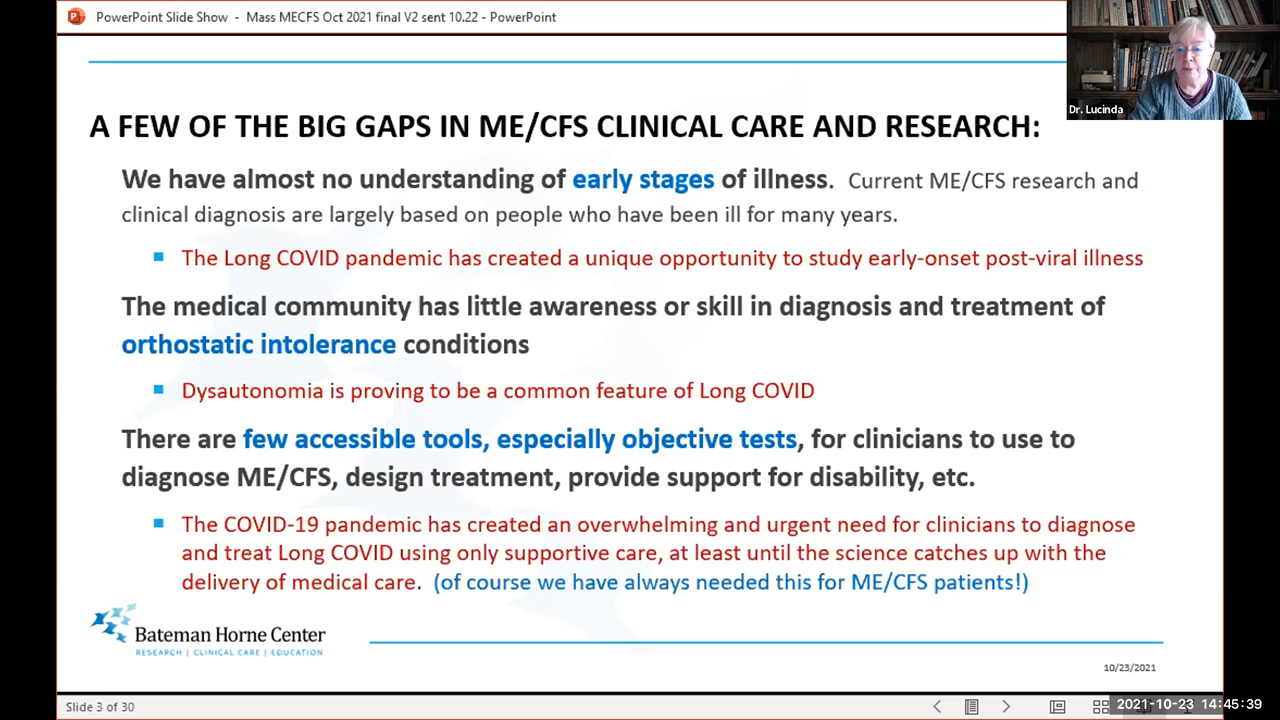 PowerPoint Slide Show - Mass MECFS Oct 2021 final V2 sent 10.22 - PowerPoint
Dr. Lucinda
A FEW OF THE BIG GAPS IN ME/CFS CLINICAL CARE AND RESEARCH:
We have almost no understanding of early stages of illness. Current ME/CFS research and
clinical diagnosis are largely based on people who have been ill for many years.
The Long COVID pandemic has created a unique opportunity to study early-onset post-viral illness
The medical community has little awareness or skill in diagnosis and treatment of
orthostatic intolerance conditions
Dysautonomia is proving to be a common feature of Long COVID
There are few accessible tools, especially objective tests, for clinicians to use to
diagnose ME/CFS, design treatment, provide support for disability, etc.
The COVID-19 pandemic has created an overwhelming and urgent need for clinicians to diagnose
and treat Long COVID using only supportive care, at least until the science catches up with the
delivery of medical care. (of course we have always needed this for ME/CFS patients!)
Bateman Horne Center
RESEARCH | CLINICAL CARE | EDUCATION
10/23/2021
Slide 3 of 30
2021-10-23 14:45:39